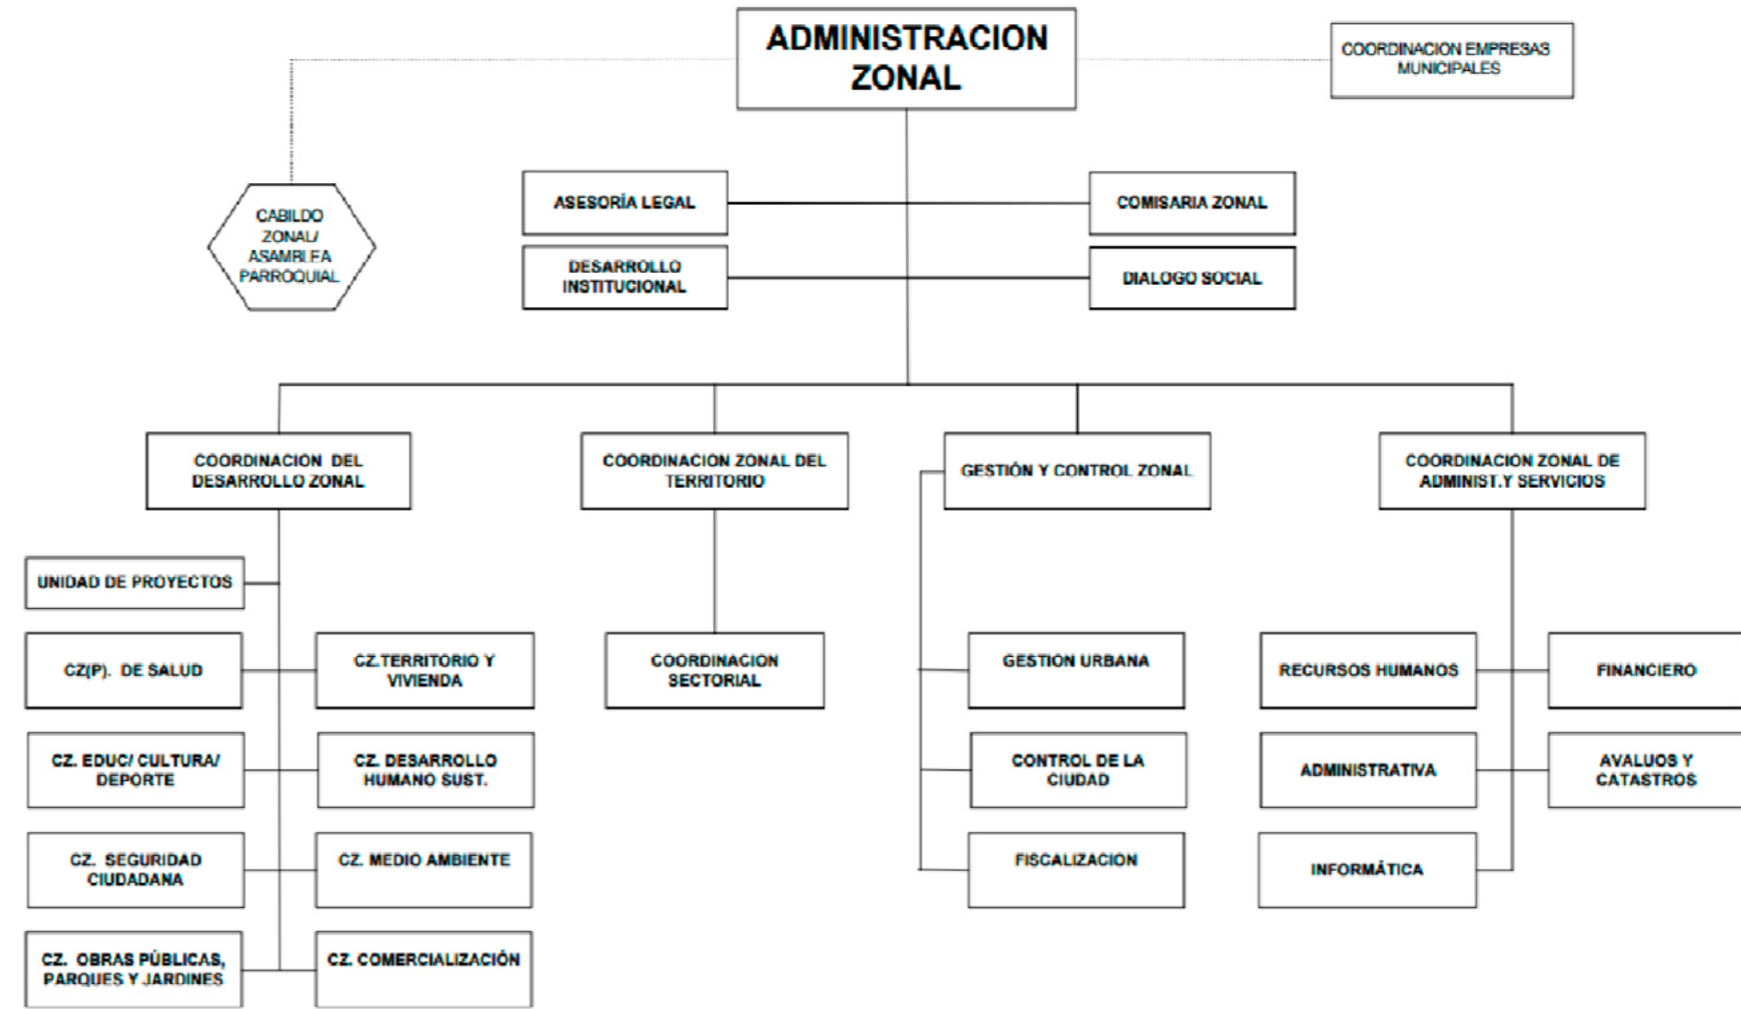 ADMINISTRACION
ZONAL
COORDINACION EMPRESAS
MUNICIPALES
CABILDO
ZONAL/
ASAMBLEA
PARROQUIAL
ASESORÍA LEGAL
COMISARIA ZONAL
DESARROLLO
INSTITUCIONAL
DIALOGO SOCIAL
COORDINACION DEL
DESARROLLO ZONAL
COORDINACION ZONAL DEL
TERRITORIO
GESTIÓN Y CONTROL ZONAL
COORDINACION ZONAL DE
ADMINIST.Y SERVICIOS
UNIDAD DE PROYECTOS
CZ(P). DE SALUD
CZ.TERRITORIO Y
VIVIENDA
CZ. EDUC/ CULTURA/
DEPORTE
CZ. DESARROLLO
HUMANO SUST.
CZ. SEGURIDAD
CIUDADANA
CZ. MEDIO AMBIENTE
CZ. OBRAS PÚBLICAS,
PARQUES Y JARDINES
CZ. COMERCIALIZACIÓN
COORDINACION
SECTORIAL
GESTION URBANA
CONTROL DE LA
CIUDAD
FISCALIZACION
RECURSOS HUMANOS
FINANCIERO
ADMINISTRATIVA
AVALUOS Y
CATASTROS
INFORMÁTICA